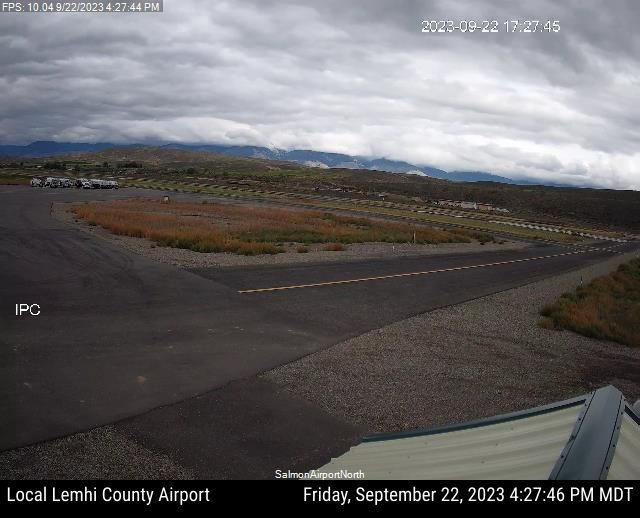 FPS: 10.04 9/22/2023 4:27:44 PM
2023-09-22 17:27:45
IPC
SalmonAirportNorth
Local Lemhi County Airport
Friday, September 22, 2023 4:27:46 PM MDT